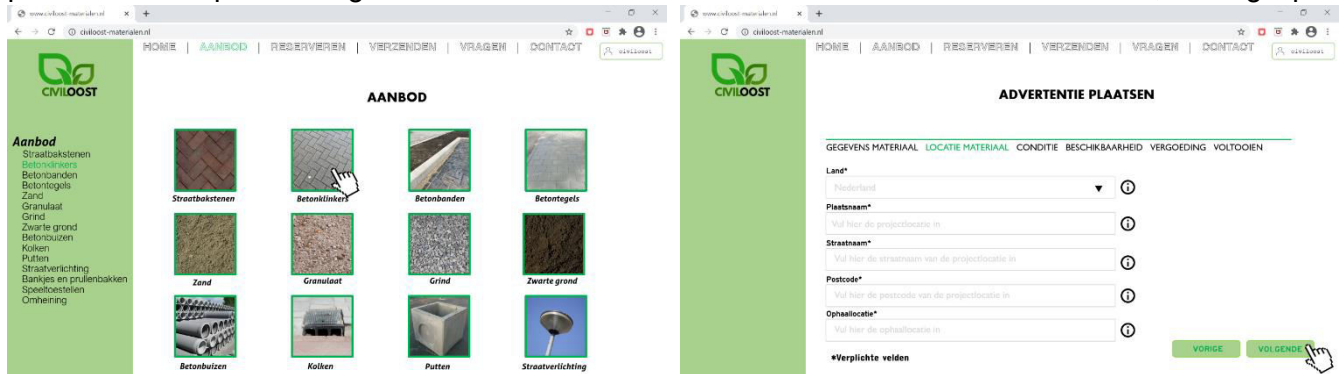 www.civiloost-materialen.nl
civiloost-materialen.nl
HOME | AANBOD | RESERVEREN | VERZENDEN | VRAGEN | CONTACT
civiloost
CIVILOOST
AANBOD
Aanbod
Straatbakstenen
Betonklinkers
Betonbanden
Betontegels
Zand
Granulaat
Grind
Zwarte grond
Betonbuizen
Kolken
Putten
Straatverlichting
Bankjes en prullenbakken
Speeltoestellen
Omheining
Straatbakstenen Betonklinkers Betonbanden Betontegels
Zand Granulaat Grind Zwarte grond
Betonbuizen Kolken Putten Straatverlichting
www.civiloost-materialen.nl
civiloost-materialen.nl
HOME | AANBOD | RESERVEREN | VERZENDEN | VRAGEN | CONTACT
civiloost
CIVILOOST
ADVERTENTIE PLAATSEN
GEGEVENS MATERIAAL LOCATIE MATERIAAL CONDITIE BESCHIKBAARHEID VERGOEDING VOLTOOIEN
Land*
Nederland
Plaatsnaam*
Vul hier de projectlocatie in
Straatnaam*
Vul hier de straatnaam van de projectlocatie in
Postcode*
Vul hier de postcode van de projectlocatie in
Ophaallocatie*
Vul hier de ophaallocatie in
*Verplichte velden
VORIGE VOLGENDE